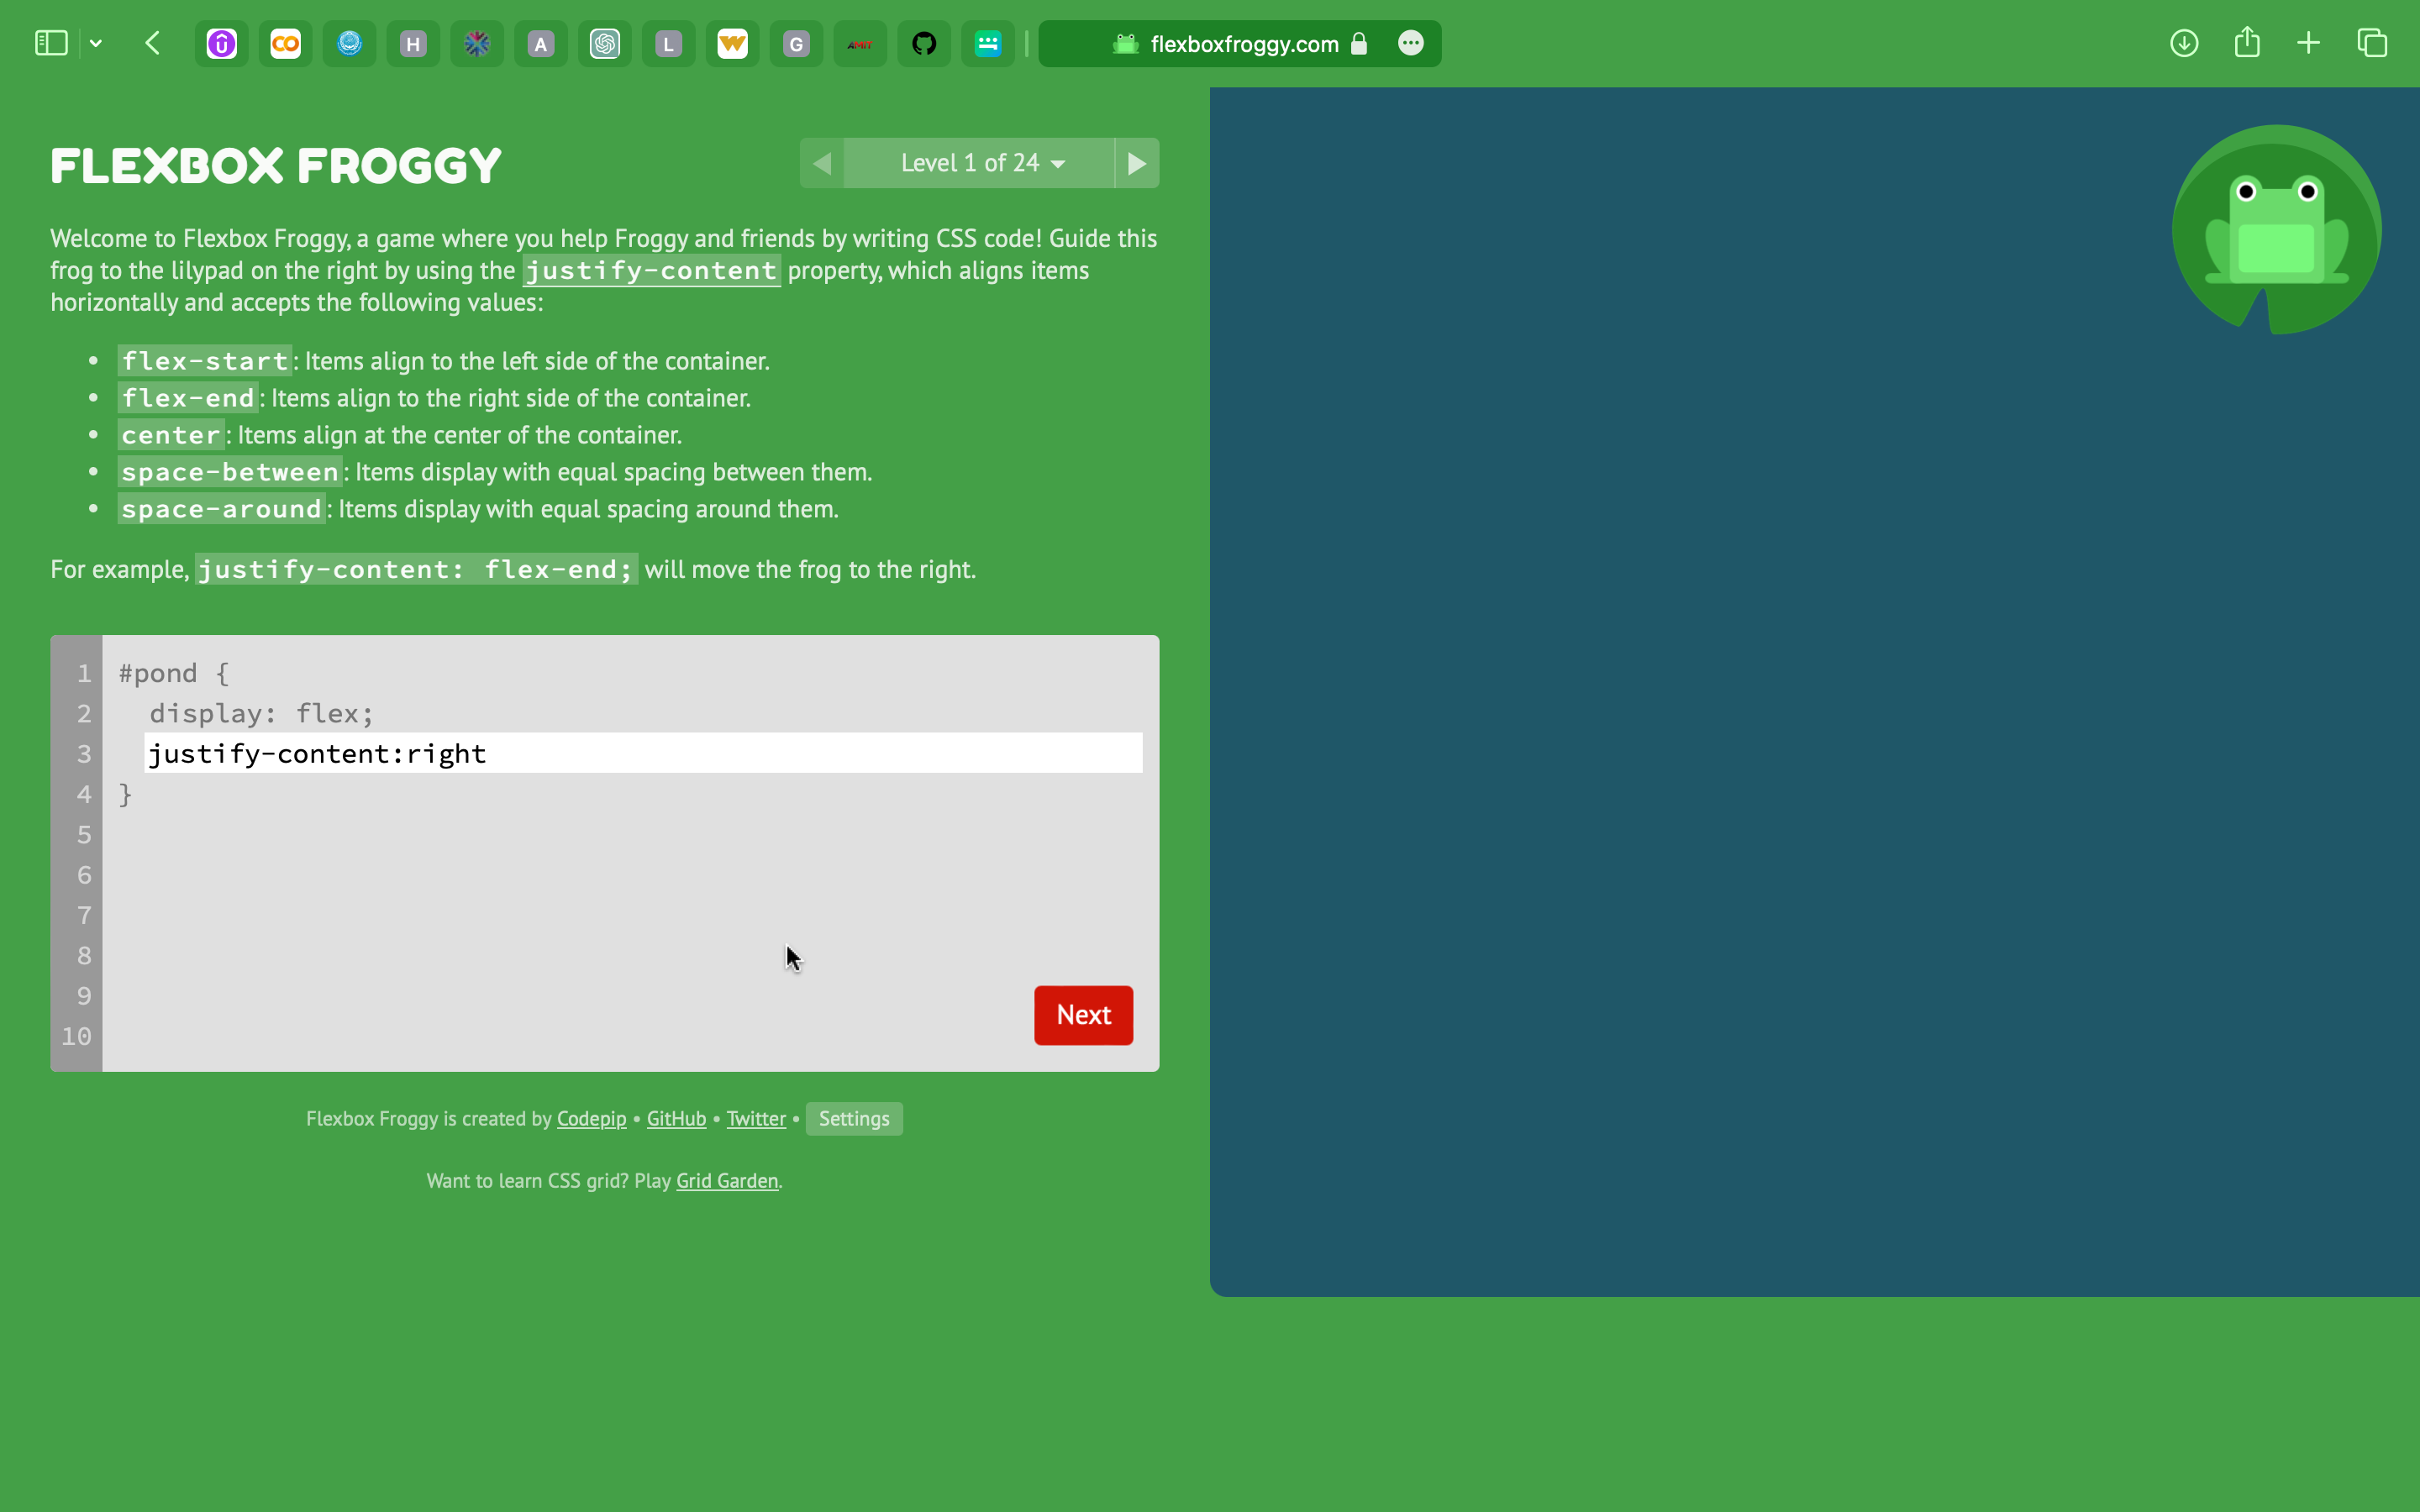 H
A
L
G
AMIT
flexboxfroggy.com
FLEXBOX FROGGY
Level 1 of 24
Welcome to Flexbox Froggy, a game where you help Froggy and friends by writing CSS code! Guide this
frog to the lilypad on the right by using the justify-content property, which aligns items
horizontally and accepts the following values:
• flex-start: Items align to the left side of the container.
• flex-end: Items align to the right side of the container.
• center: Items align at the center of the container.
• space-between: Items display with equal spacing between them.
• space-around: Items display with equal spacing around them.
For example, justify-content: flex-end; will move the frog to the right.
1 #pond {
2 display: flex;
3 justify-content:right
4 }
5
6
7
8
9
10
Next
Flexbox Froggy is created by Codepip • GitHub • Twitter • Settings
Want to learn CSS grid? Play Grid Garden.